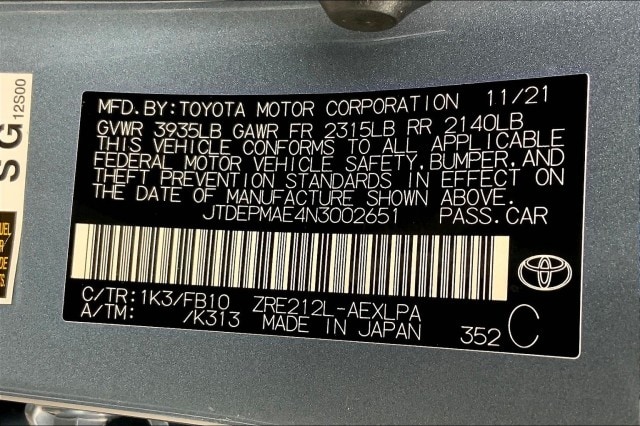 MFD.BY:TOYOTA MOTOR CORPORATION 11/21
GVWR 3935LB GAWR FR 2315LB RR 2140LB
THIS VEHICLE CONFORMS TO ALL APPLICABLE
FEDERAL MOTOR VEHICLE SAFETY,BUMPER,AND
THEFT PREVENTION STANDARDS IN EFFECT ON
THE DATE OF MANUFACTURE SHOWN ABOVE.
JTDEPMAE4N3002651 PASS.CAR
C/TR:1K3/FB10 ZRE212L-AEXLPA
A/TM: /K313 MADE IN JAPAN 352 C
SG
12S00